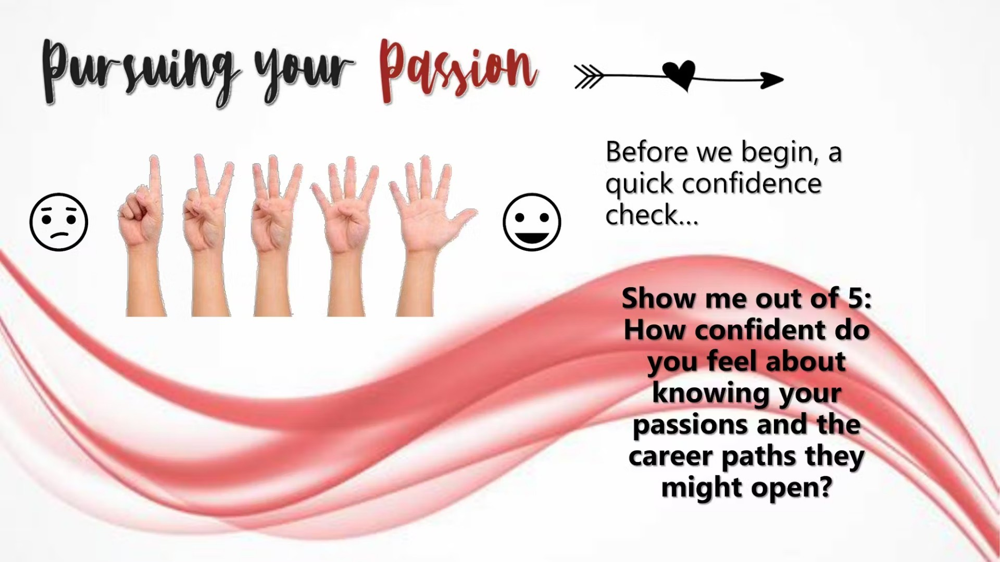 Pursuing your Passion
Before we begin, a
quick confidence
check...
Show me out of 5:
How confident do
you feel about
knowing your
passions and the
career paths they
might open?